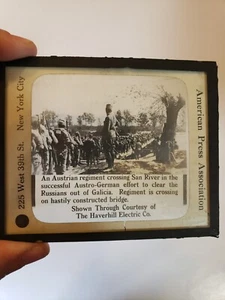 225 West 39th St. New York City
An Austrian regiment crossing San River in the
successful Austro-German effort to clear the
Russians out of Galicia. Regiment is crossing
on hastily constructed bridge.
Shown Through Courtesy of
The Haverhill Electric Co.
American Press Association